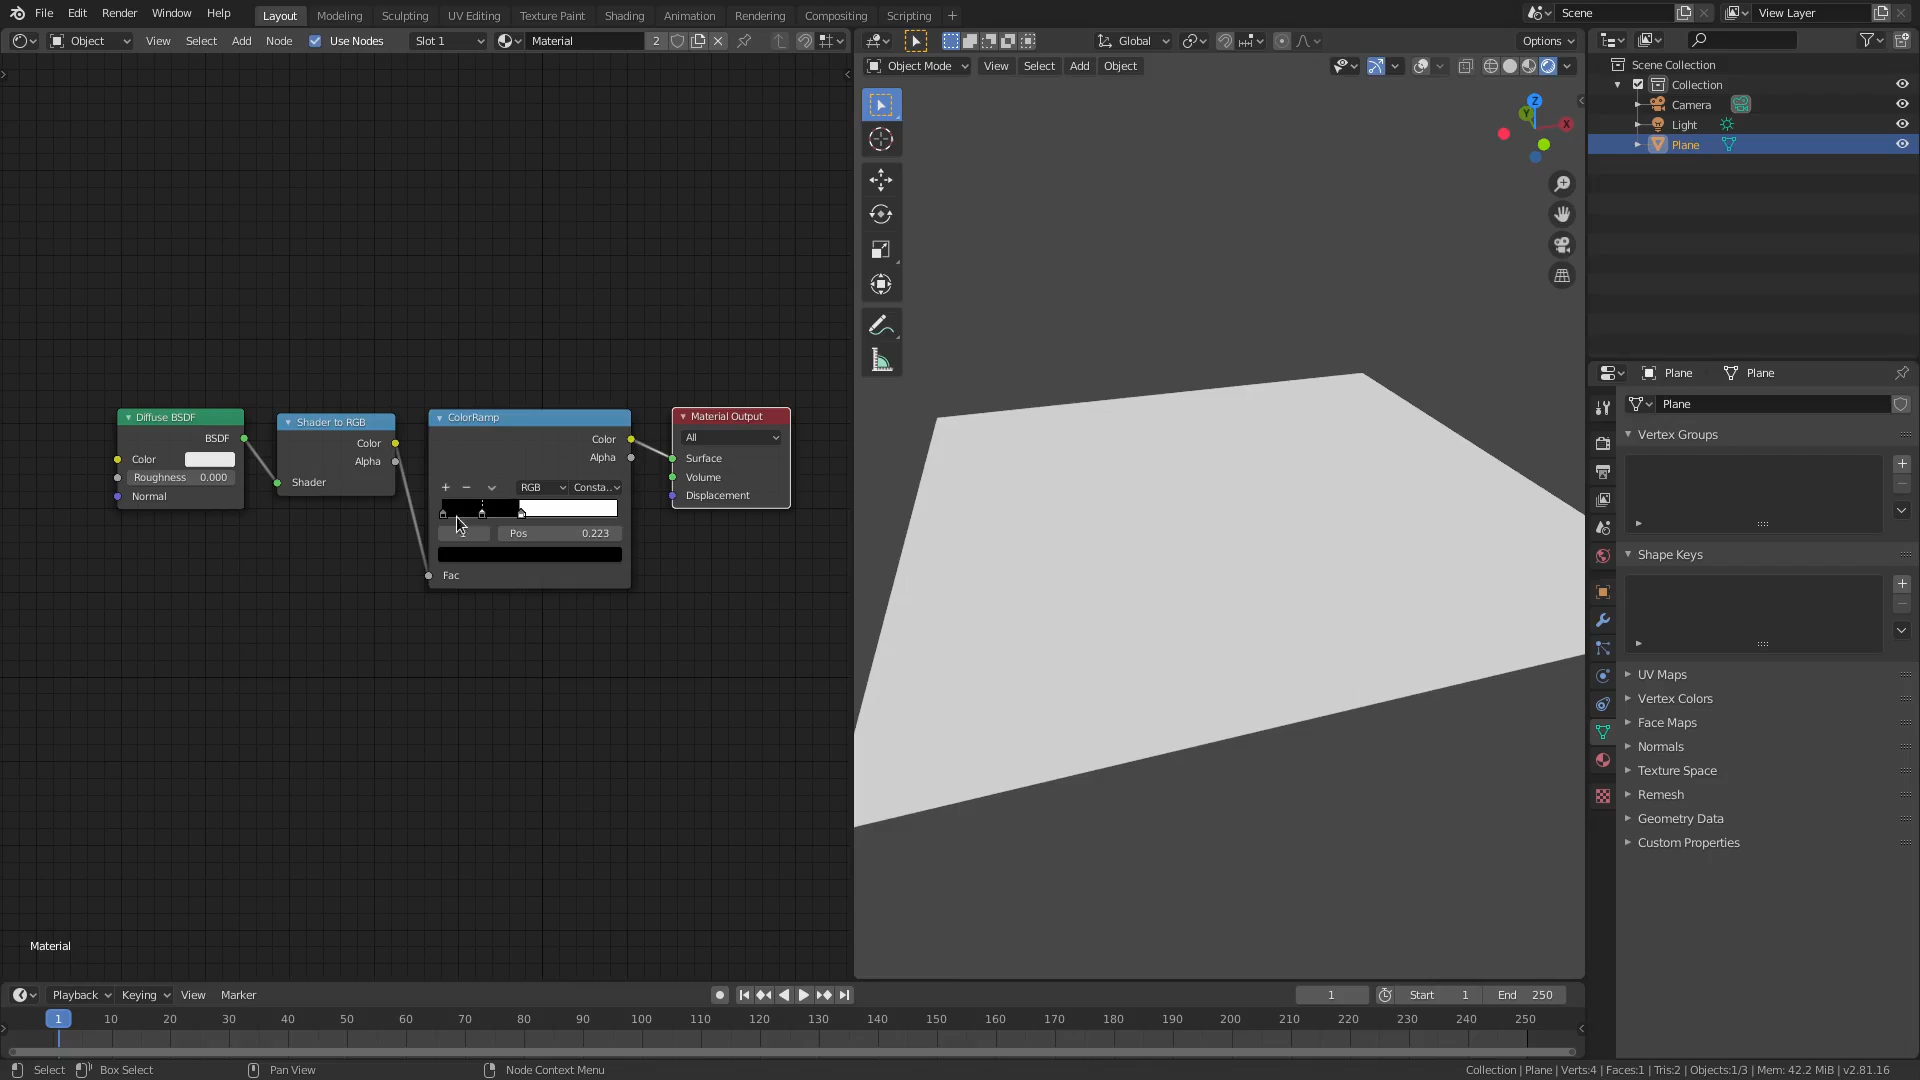 File Edit Render Window Help Layout Modeling Sculpting UV Editing Texture Paint Shading Animation Rendering Compositing Scripting + Scene View Layer
Object View Select Add Node Use Nodes Slot 1 Material 2 Global Options
Object Mode View Select Add Object
Scene Collection
Collection
Camera
Light
Plane
Z
Y
X
Plane Plane
Plane
Vertex Groups
Shape Keys
UV Maps
Vertex Colors
Face Maps
Normals
Texture Space
Remesh
Geometry Data
Custom Properties
Diffuse BSDF
BSDF
Color
Roughness 0.000
Normal
Shader to RGB
Color
Alpha
Shader
ColorRamp
Color
Alpha
+ − RGB Consta..
Pos 0.223
Fac
Material Output
All
Surface
Volume
Displacement
Material
Playback Keying View Marker 1 Start 1 End 250
1 10 20 30 40 50 60 70 80 90 100 110 120 130 140 150 160 170 180 190 200 210 220 230 240 250
Select Box Select Pan View Node Context Menu Collection | Plane | Verts:4 | Faces:1 | Tris:2 | Objects:1/3 | Mem: 42.2 MiB | v2.81.16